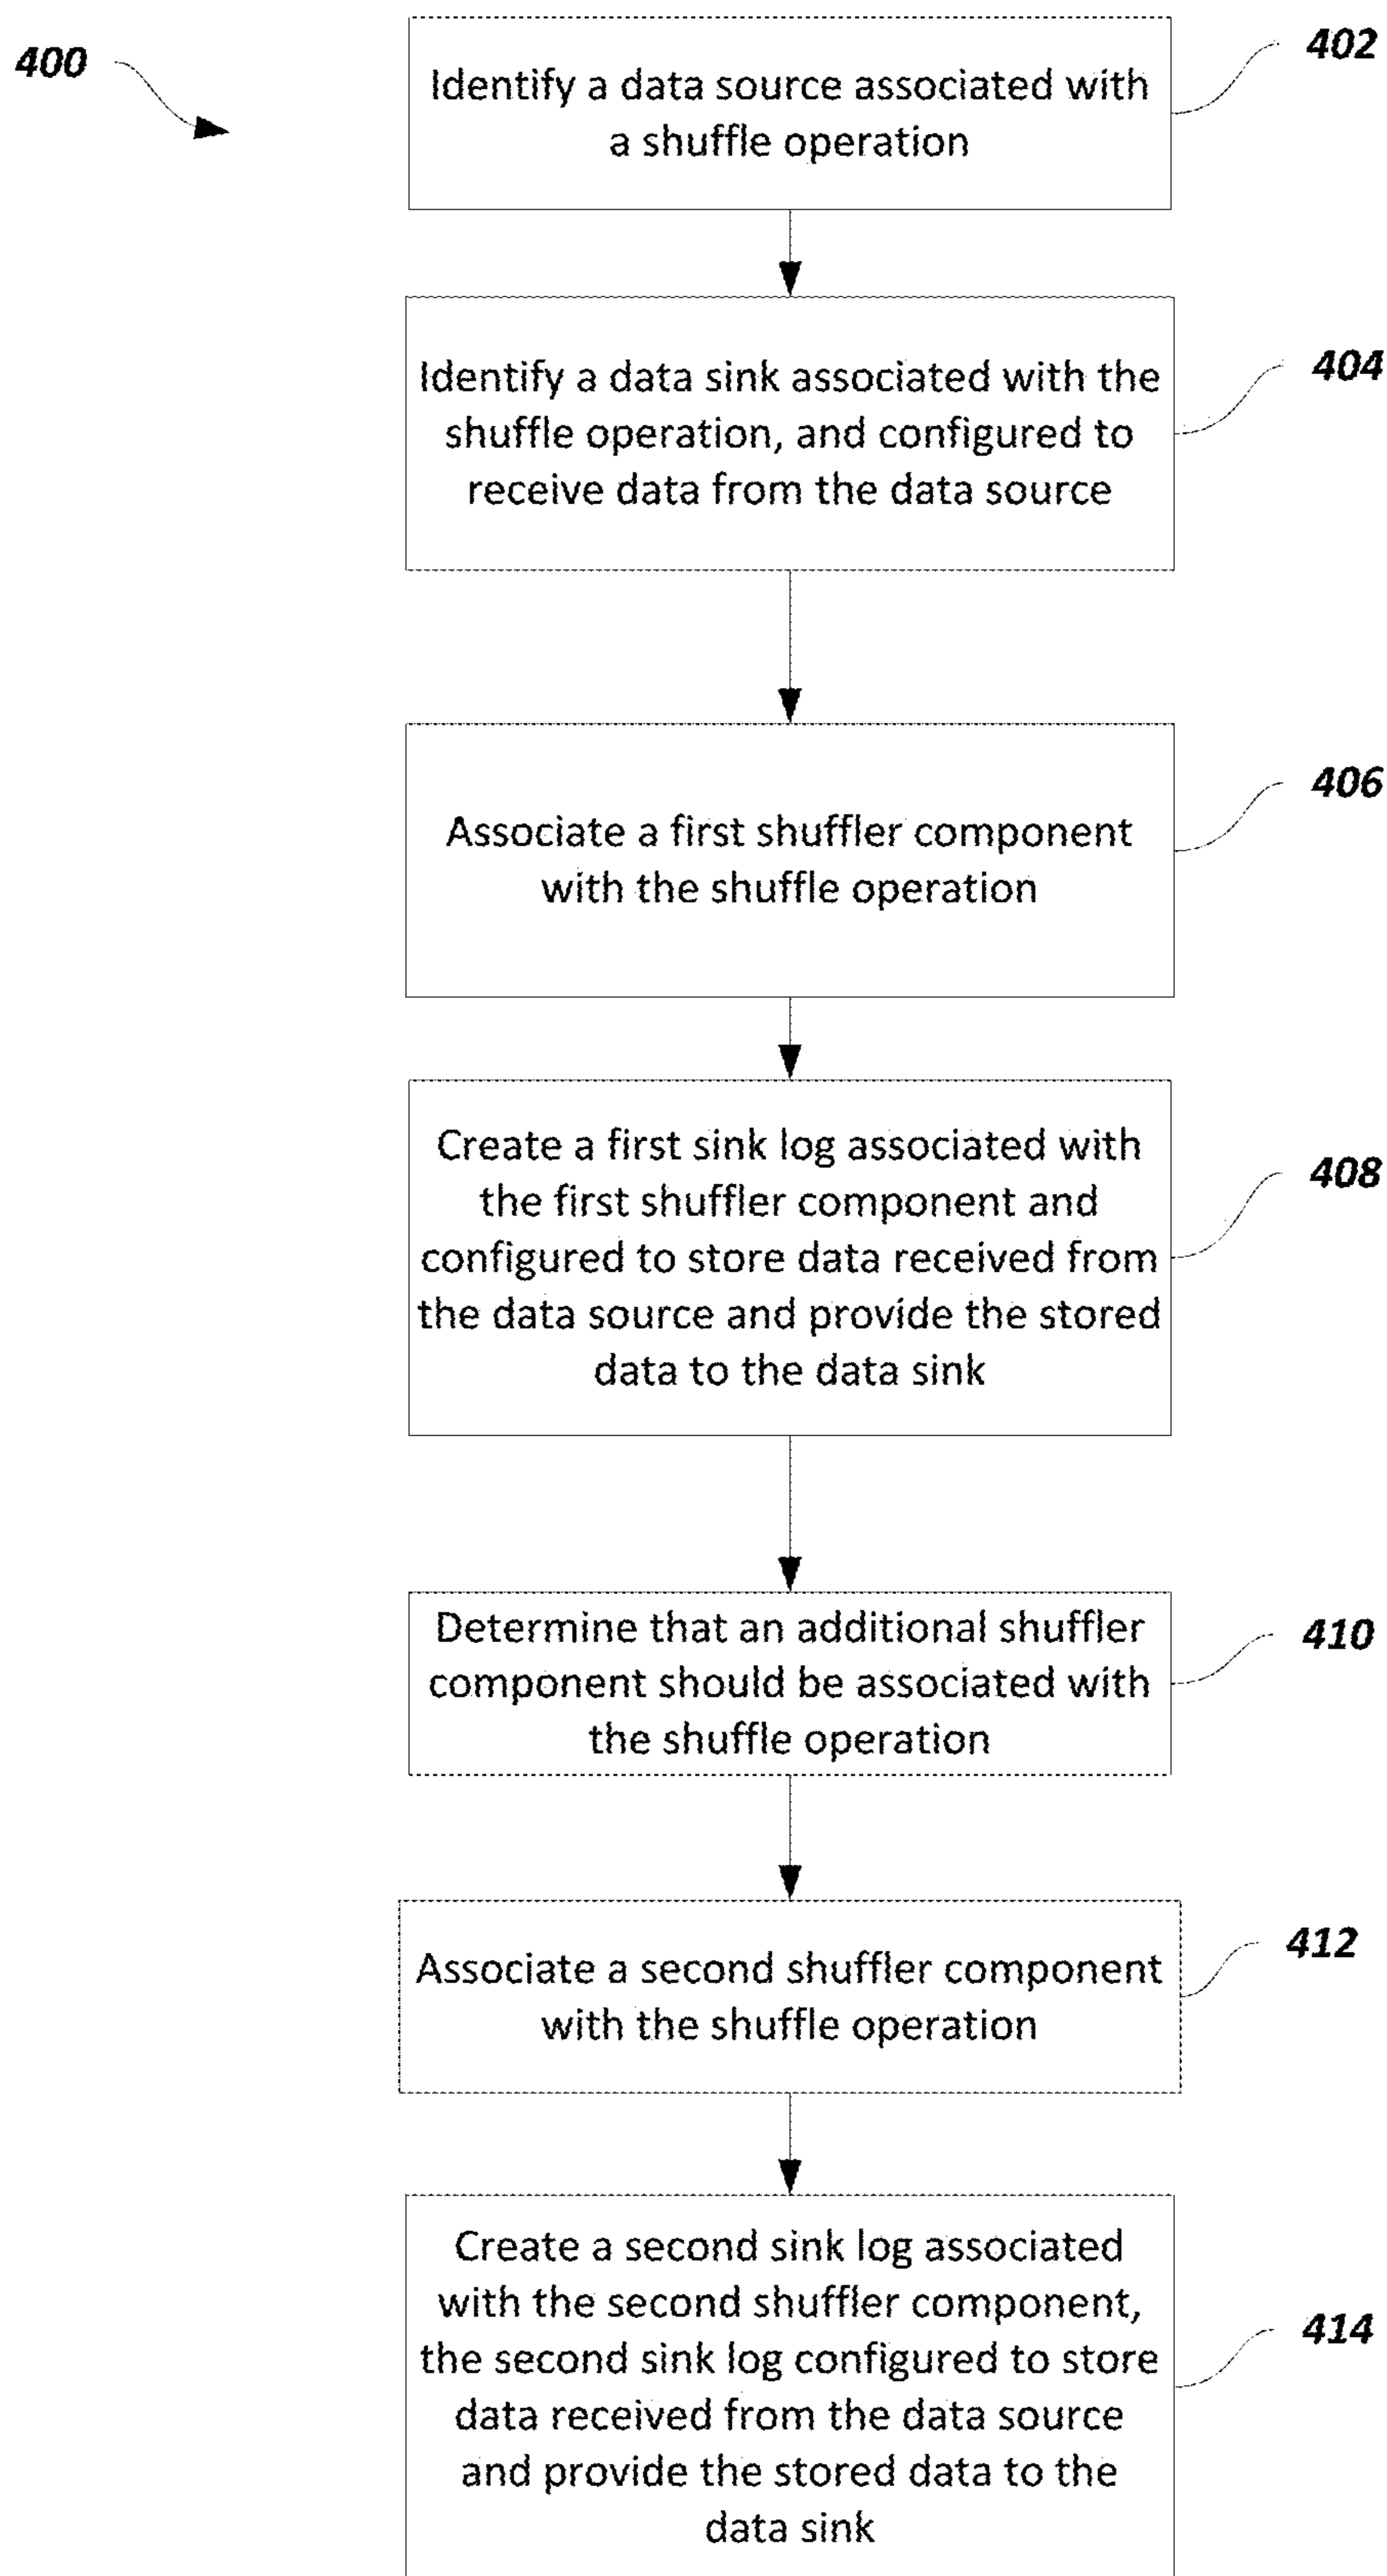 400
402
Identify a data source associated with
a shuffle operation
404
Identify a data sink associated with the
shuffle operation, and configured to
receive data from the data source
406
Associate a first shuffler component
with the shuffle operation
408
Create a first sink log associated with
the first shuffler component and
configured to store data received from
the data source and provide the stored
data to the data sink
410
Determine that an additional shuffler
component should be associated with
the shuffle operation
412
Associate a second shuffler component
with the shuffle operation
414
Create a second sink log associated
with the second shuffler component,
the second sink log configured to store
data received from the data source
and provide the stored data to the
data sink